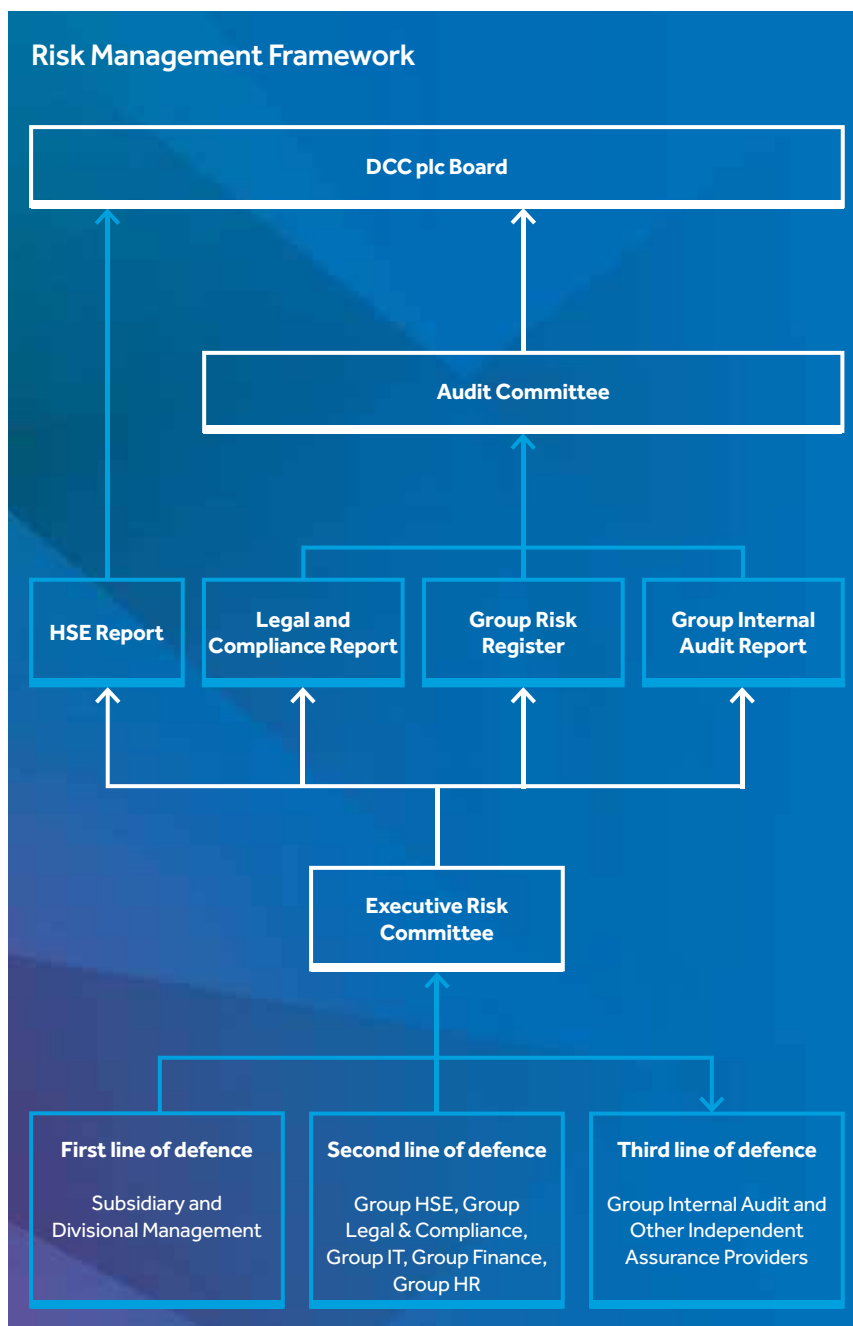 Risk Management Framework
DCC plc Board
Audit Committee
HSE Report
Legal and
Compliance Report
Group Risk
Register
Group Internal
Audit Report
Executive Risk
Committee
First line of defence
Subsidiary and
Divisional Management
Second line of defence
Group HSE, Group
Legal & Compliance,
Group IT, Group Finance,
Group HR
Third line of defence
Group Internal Audit and
Other Independent
Assurance Providers